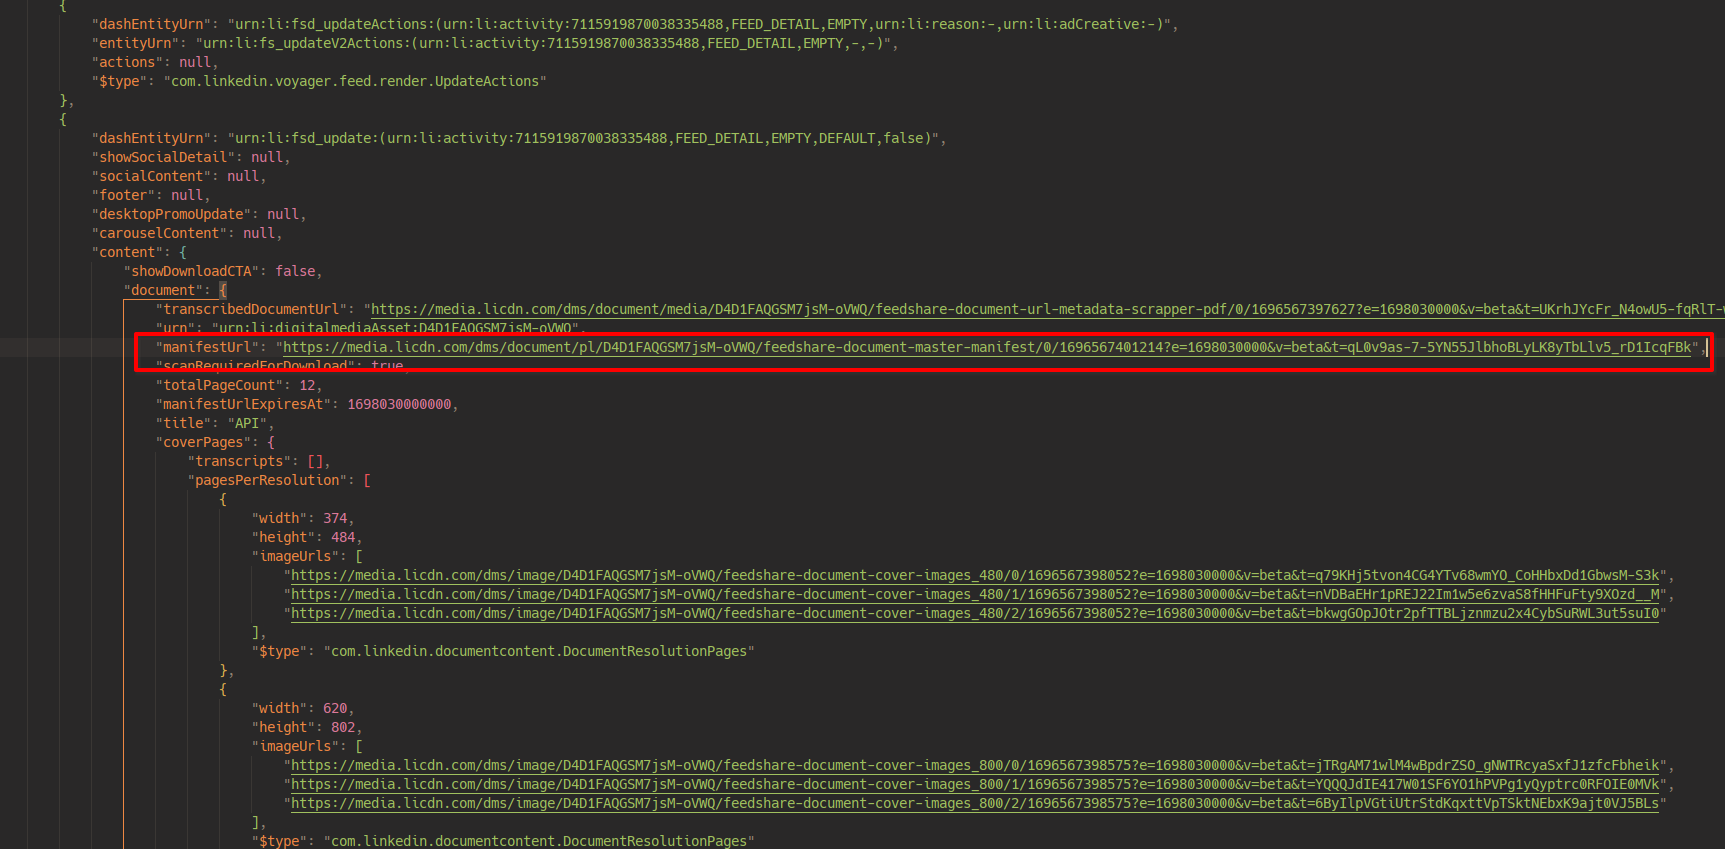 {
"dashEntityUrn": "urn:li:fsd_updateActions:(urn:li:activity:7115919870038335488,FEED_DETAIL,EMPTY,urn:li:reason:-,urn:li:adCreative:-)",
"entityUrn": "urn:li:fs_updateV2Actions:(urn:li:activity:7115919870038335488,FEED_DETAIL,EMPTY,-,-)",
"actions": null,
"$type": "com.linkedin.voyager.feed.render.UpdateActions"
},
{
"dashEntityUrn": "urn:li:fsd_update:(urn:li:activity:7115919870038335488,FEED_DETAIL,EMPTY,DEFAULT,false)",
"showSocialDetail": null,
"socialContent": null,
"footer": null,
"desktopPromoUpdate": null,
"carouselContent": null,
"content": {
"showDownloadCTA": false,
"document": {
"transcribedDocumentUrl": "https://media.licdn.com/dms/document/media/D4D1FAQGSM7jsM-oVWQ/feedshare-document-url-metadata-scrapper-pdf/0/1696567397627?e=1698030000&v=beta&t=UKrhJYcFr_N4owU5-fqRlT-
"urn": "urn:li:digitalmediaAsset:D4D1FAQGSM7jsM-oVWQ",
"manifestUrl": "https://media.licdn.com/dms/document/pl/D4D1FAQGSM7jsM-oVWQ/feedshare-document-master-manifest/0/1696567401214?e=1698030000&v=beta&t=qL0v9as-7-5YN55JlbhoBLyLK8yTbLlv5_rD1IcqFBk",
"scanRequiredForDownload": true,
"totalPageCount": 12,
"manifestUrlExpiresAt": 1698030000000,
"title": "API",
"coverPages": {
"transcripts": [],
"pagesPerResolution": [
{
"width": 374,
"height": 484,
"imageUrls": [
"https://media.licdn.com/dms/image/D4D1FAQGSM7jsM-oVWQ/feedshare-document-cover-images_480/0/1696567398052?e=1698030000&v=beta&t=q79KHj5tvon4CG4YTv68wmYO_CoHHbxDd1GbwsM-S3k",
"https://media.licdn.com/dms/image/D4D1FAQGSM7jsM-oVWQ/feedshare-document-cover-images_480/1/1696567398052?e=1698030000&v=beta&t=nVDBaEHr1pREJ22Im1w5e6zvaS8fHHFuFty9XOzd__M",
"https://media.licdn.com/dms/image/D4D1FAQGSM7jsM-oVWQ/feedshare-document-cover-images_480/2/1696567398052?e=1698030000&v=beta&t=bkwgGOpJOtr2pfTTBLjznmzu2x4CybSuRWL3ut5suI0"
],
"$type": "com.linkedin.documentcontent.DocumentResolutionPages"
},
{
"width": 620,
"height": 802,
"imageUrls": [
"https://media.licdn.com/dms/image/D4D1FAQGSM7jsM-oVWQ/feedshare-document-cover-images_800/0/1696567398575?e=1698030000&v=beta&t=jTRgAM71wlM4wBpdrZSO_gNWTRcyaSxfJ1zfcFbheik",
"https://media.licdn.com/dms/image/D4D1FAQGSM7jsM-oVWQ/feedshare-document-cover-images_800/1/1696567398575?e=1698030000&v=beta&t=YQQQJdIE417W01SF6YO1hPVPg1yQyptrc0RFOIE0MVk",
"https://media.licdn.com/dms/image/D4D1FAQGSM7jsM-oVWQ/feedshare-document-cover-images_800/2/1696567398575?e=1698030000&v=beta&t=6ByIlpVGtiUtrStdKqxttVpTSktNEbxK9ajt0VJ5BLs"
],
"$type": "com.linkedin.documentcontent.DocumentResolutionPages"